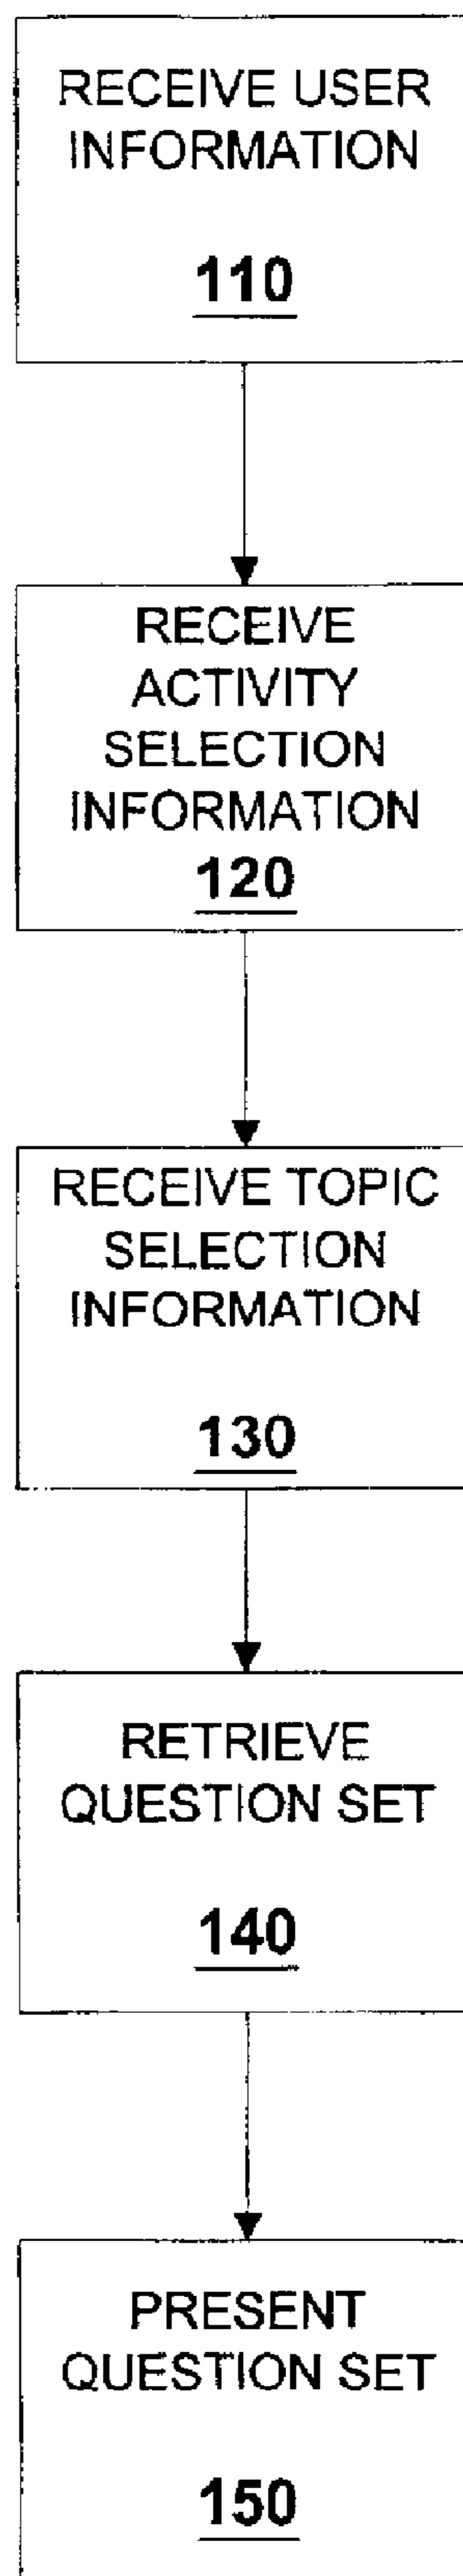 RECEIVE USER
INFORMATION
110
RECEIVE
ACTIVITY
SELECTION
INFORMATION
120
RECEIVE TOPIC
SELECTION
INFORMATION
130
RETRIEVE
QUESTION SET
140
PRESENT
QUESTION SET
150